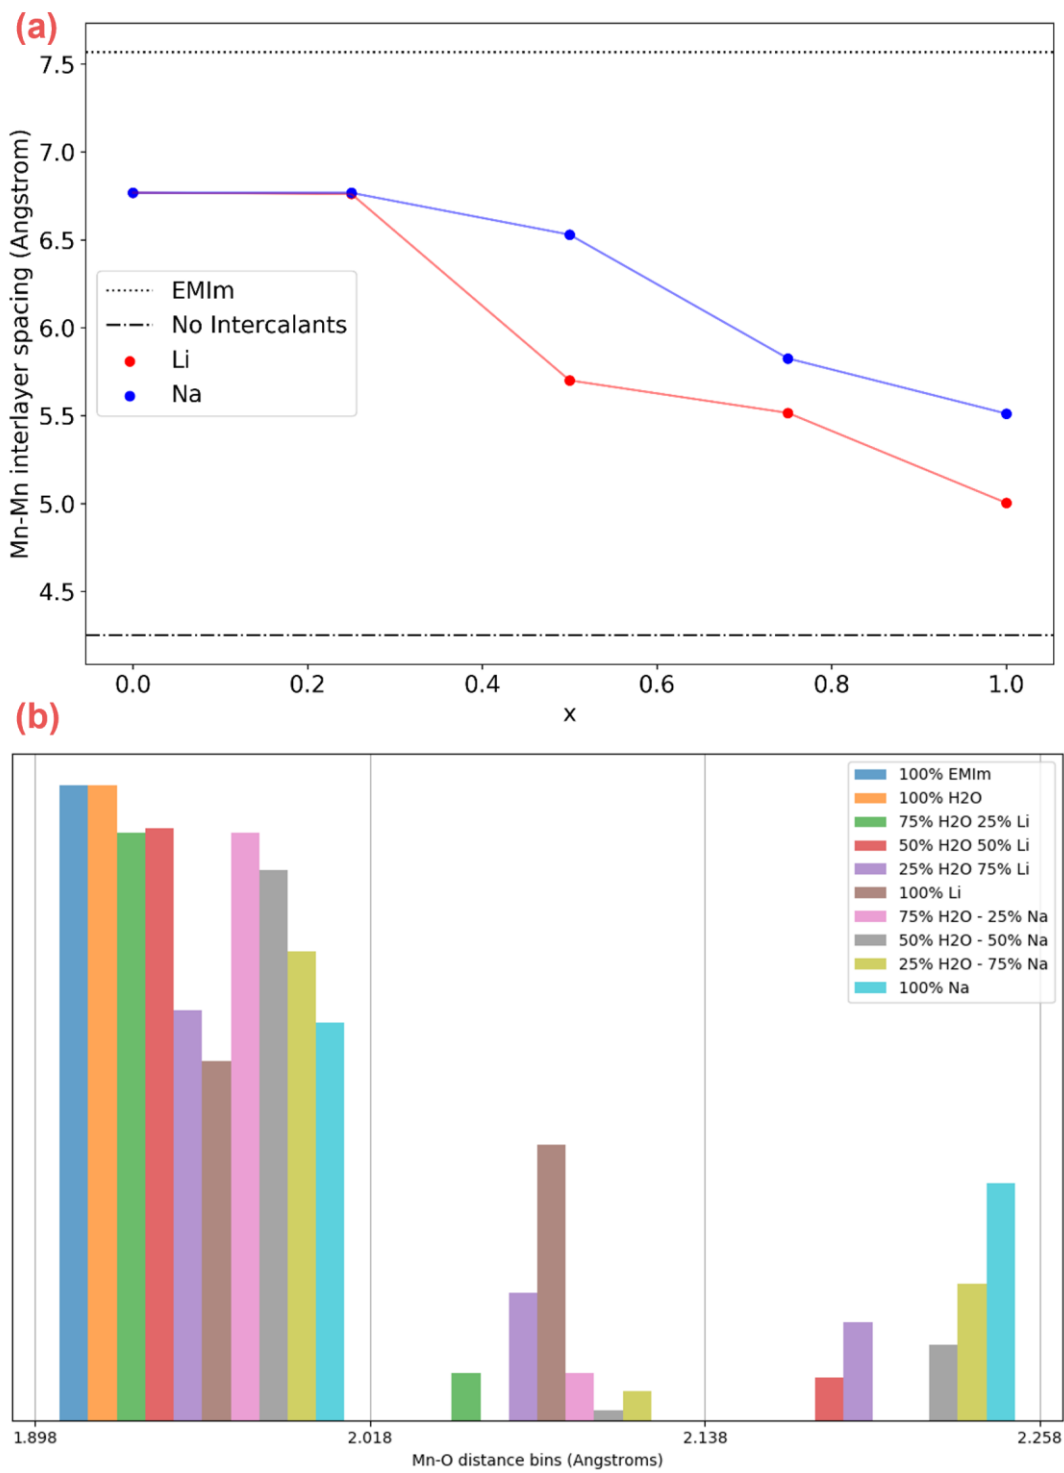 (a)
Mn-Mn interlayer spacing (Angstrom)
7.5
7.0
6.5
6.0
5.5
5.0
4.5
EMIm
No Intercalants
Li
Na
0.0 0.2 0.4 0.6 0.8 1.0
x
(b)
100% EMIm
100% H2O
75% H2O 25% Li
50% H2O 50% Li
25% H2O 75% Li
100% Li
75% H2O - 25% Na
50% H2O - 50% Na
25% H2O - 75% Na
100% Na
1.898 2.018 2.138 2.258
Mn-O distance bins (Angstroms)